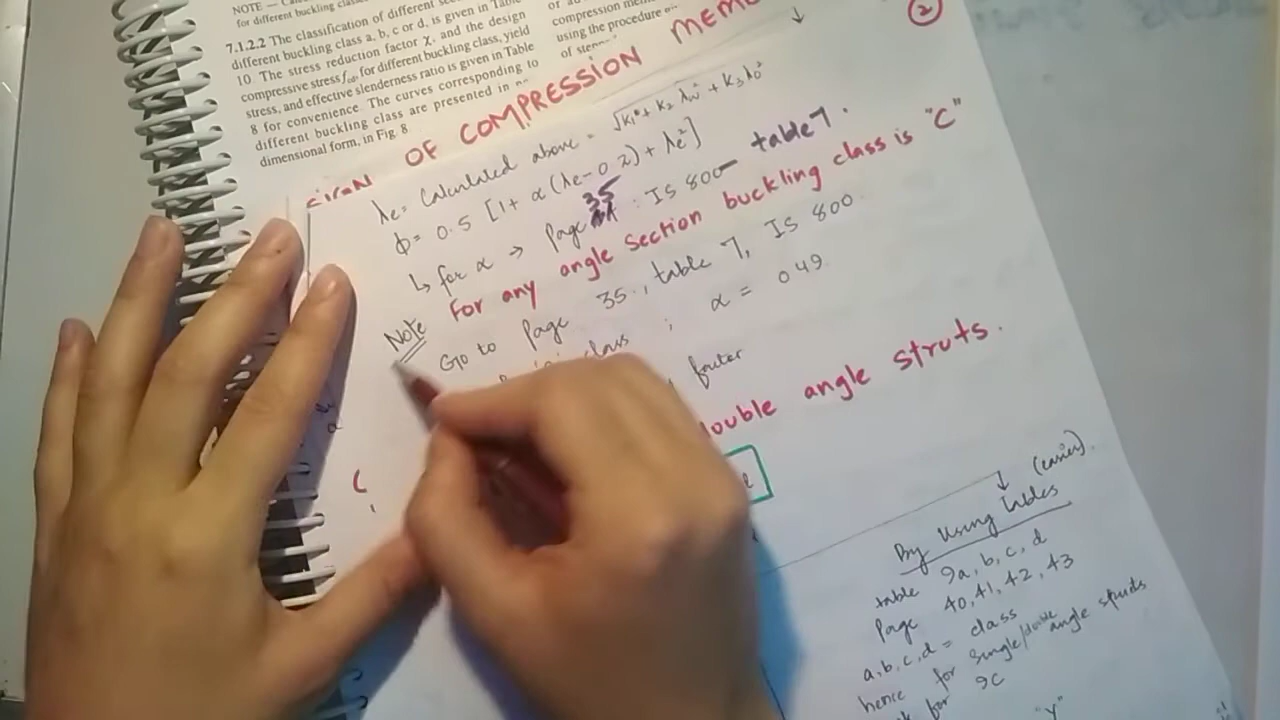 NOTE —
for different buckling
7.1.2.2 The classification of different
different buckling class a, b, c or d, is given in Table
10. The stress reduction factor χ, and the design
compressive stress fcd, for different buckling class, yield
stress, and effective slenderness ratio is given in Table
8 for convenience. The curves corresponding to
different buckling class are presented in
dimensional form, in Fig. 8
compression
using the procedure
of
2
OF COMPRESSION
λe = Calculated above = √k1 + k2 λvv² + k3 λφ²
φ = 0.5 [1 + α (λe - 0.2) + λe²]
↳ for α → Page 35 : IS 800 - table 7.
Note For any angle section buckling class is "C"
Go to Page 35., table 7, IS 800
class ; α = 0.49
factor
double angle struts.
(easier).
By Using tables
table 9a, b, c, d
Page 40, 41, 42, 43
a, b, c, d = class
hence for single/double angle struts
for 9C
"Y"